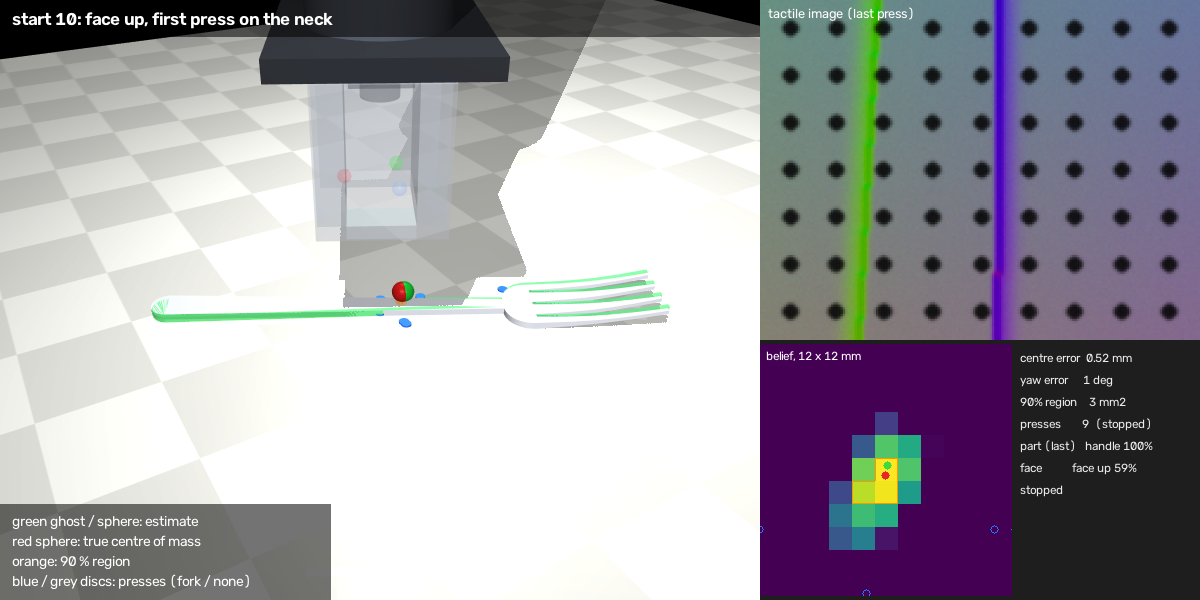 start 10: face up, first press on the neck
tactile image (last press)
belief, 12 x 12 mm
centre error 0.52 mm
yaw error 1 deg
90% region 3 mm2
presses 9 (stopped)
part (last) handle 100%
face face up 59%
stopped
green ghost / sphere: estimate
red sphere: true centre of mass
orange: 90 % region
blue / grey discs: presses (fork / none)